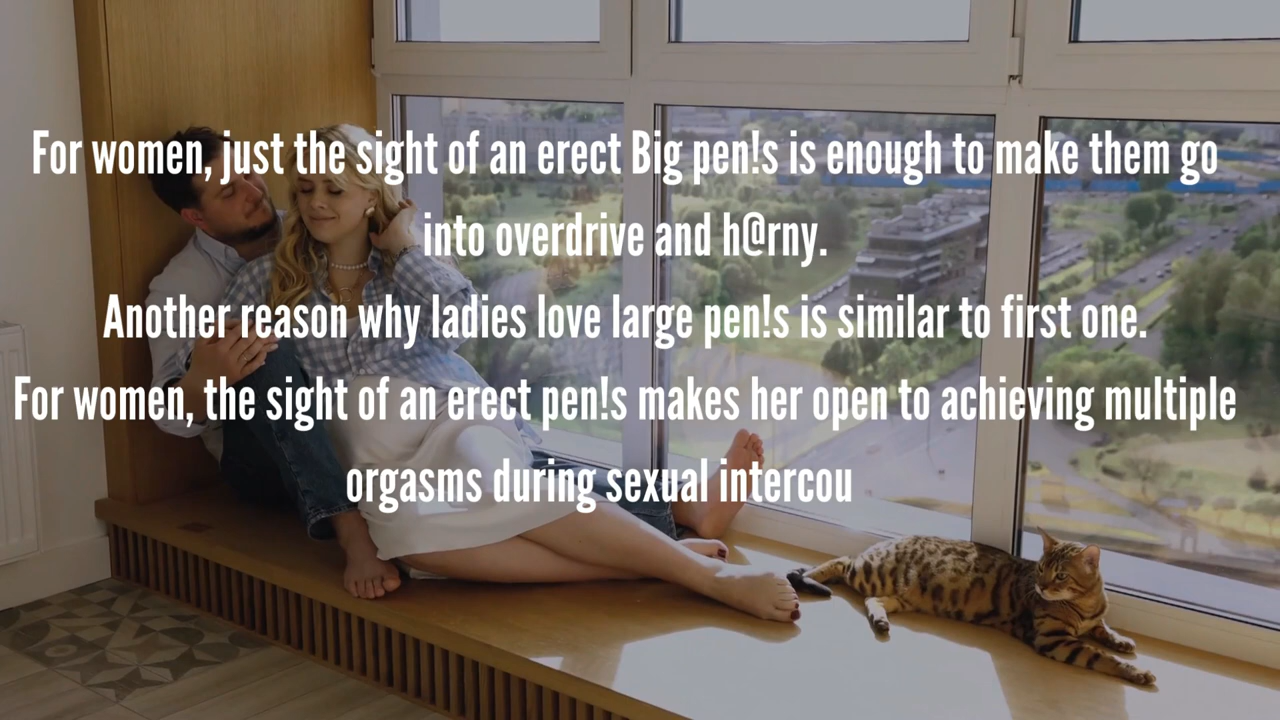 For women, just the sight of an erect Big pen!s is enough to make them go
into overdrive and h@rny.
Another reason why ladies love large pen!s is similar to first one.
For women, the sight of an erect pen!s makes her open to achieving multiple
orgasms during sexual intercou